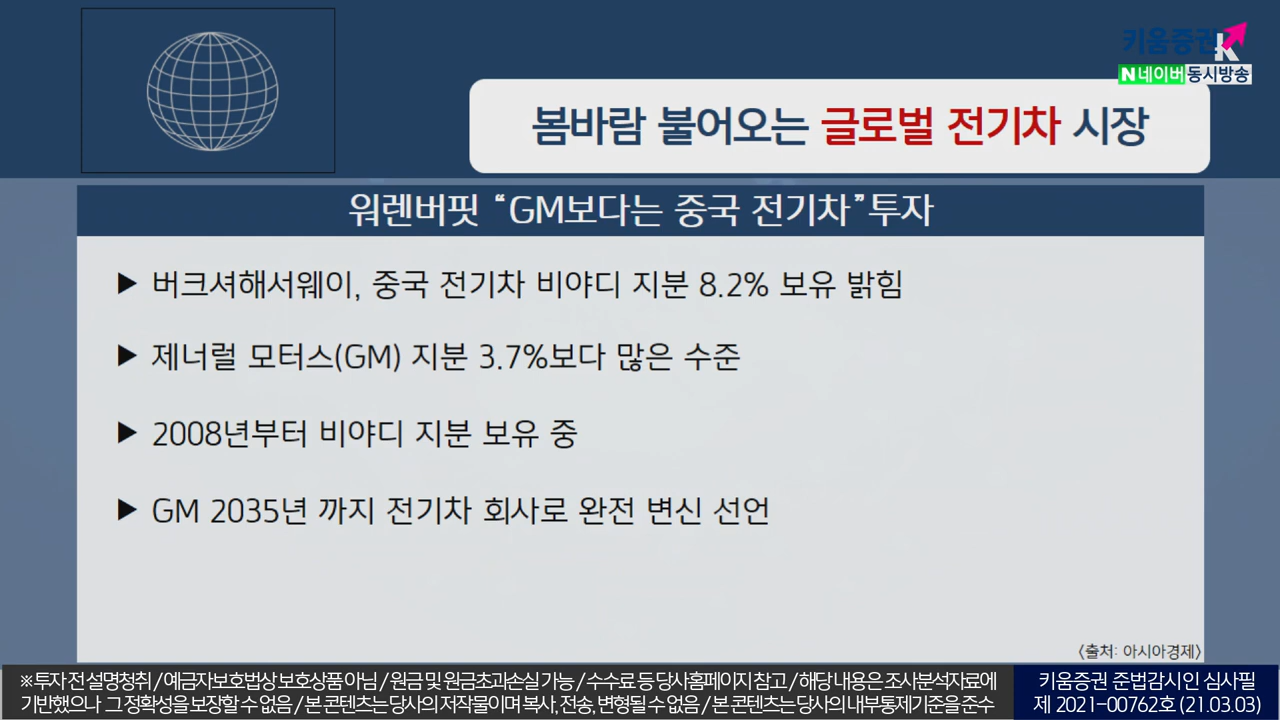 키움증권
N네이버 동시방송
봄바람 불어오는 글로벌 전기차 시장
워렌버핏 “GM보다는 중국 전기차”투자
▶ 버크셔해서웨이, 중국 전기차 비야디 지분 8.2% 보유 밝힘
▶ 제너럴 모터스(GM) 지분 3.7%보다 많은 수준
▶ 2008년부터 비야디 지분 보유 중
▶ GM 2035년 까지 전기차 회사로 완전 변신 선언
<출처: 아시아경제>
※투자 전 설명청취 / 예금자보호법상 보호상품 아님 / 원금 및 원금초과손실 가능 / 수수료 등 당사홈페이지 참고 / 해당 내용은 조사분석자료에
기반했으나 그 정확성을 보장할 수 없음 / 본 콘텐츠는 당사의 저작물이며 복사, 전송, 변형될 수 없음 / 본 콘텐츠는 당사의 내부통제기준을 준수
키움증권 준법감시인 심사필
제 2021-00762호 (21.03.03)